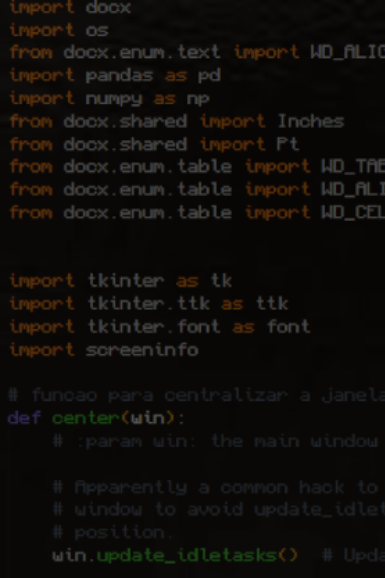 import docx
import os
from docx.enum.text import WD_ALIG
import pandas as pd
import numpy as np
from docx.shared import Inches
from docx.shared import Pt
from docx.enum.table import WD_TAB
from docx.enum.table import WD_ALI
from docx.enum.table import WD_CEL
import tkinter as tk
import tkinter.ttk as ttk
import tkinter.font as font
import screeninfo
# funcao para centralizar a janela
def center(win):
# :param win: the main window
# Apparently a common hack to
# window to avoid update_idlet
# position.
win.update_idletasks() # Upda